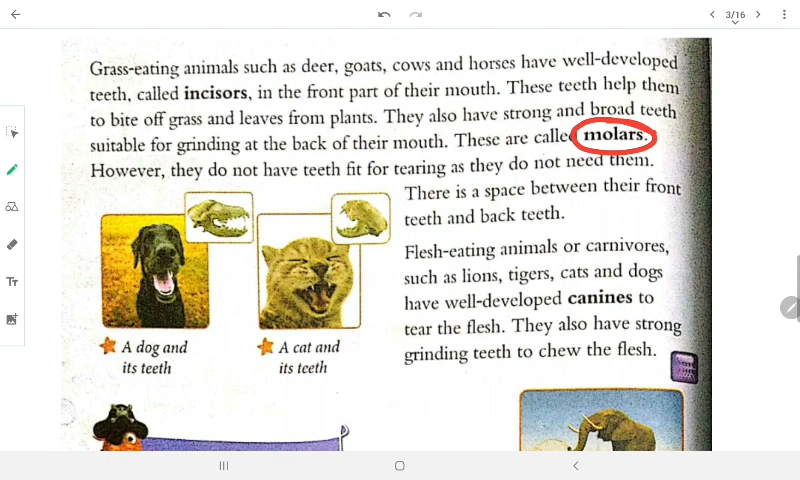 3/16
Grass-eating animals such as deer, goats, cows and horses have well-developed
teeth, called incisors, in the front part of their mouth. These teeth help them
to bite off grass and leaves from plants. They also have strong and broad teeth
suitable for grinding at the back of their mouth. These are called molars.
However, they do not have teeth fit for tearing as they do not need them.
There is a space between their front
teeth and back teeth.
Flesh-eating animals or carnivores,
such as lions, tigers, cats and dogs
have well-developed canines to
tear the flesh. They also have strong
grinding teeth to chew the flesh.
A dog and
its teeth
A cat and
its teeth
Tт